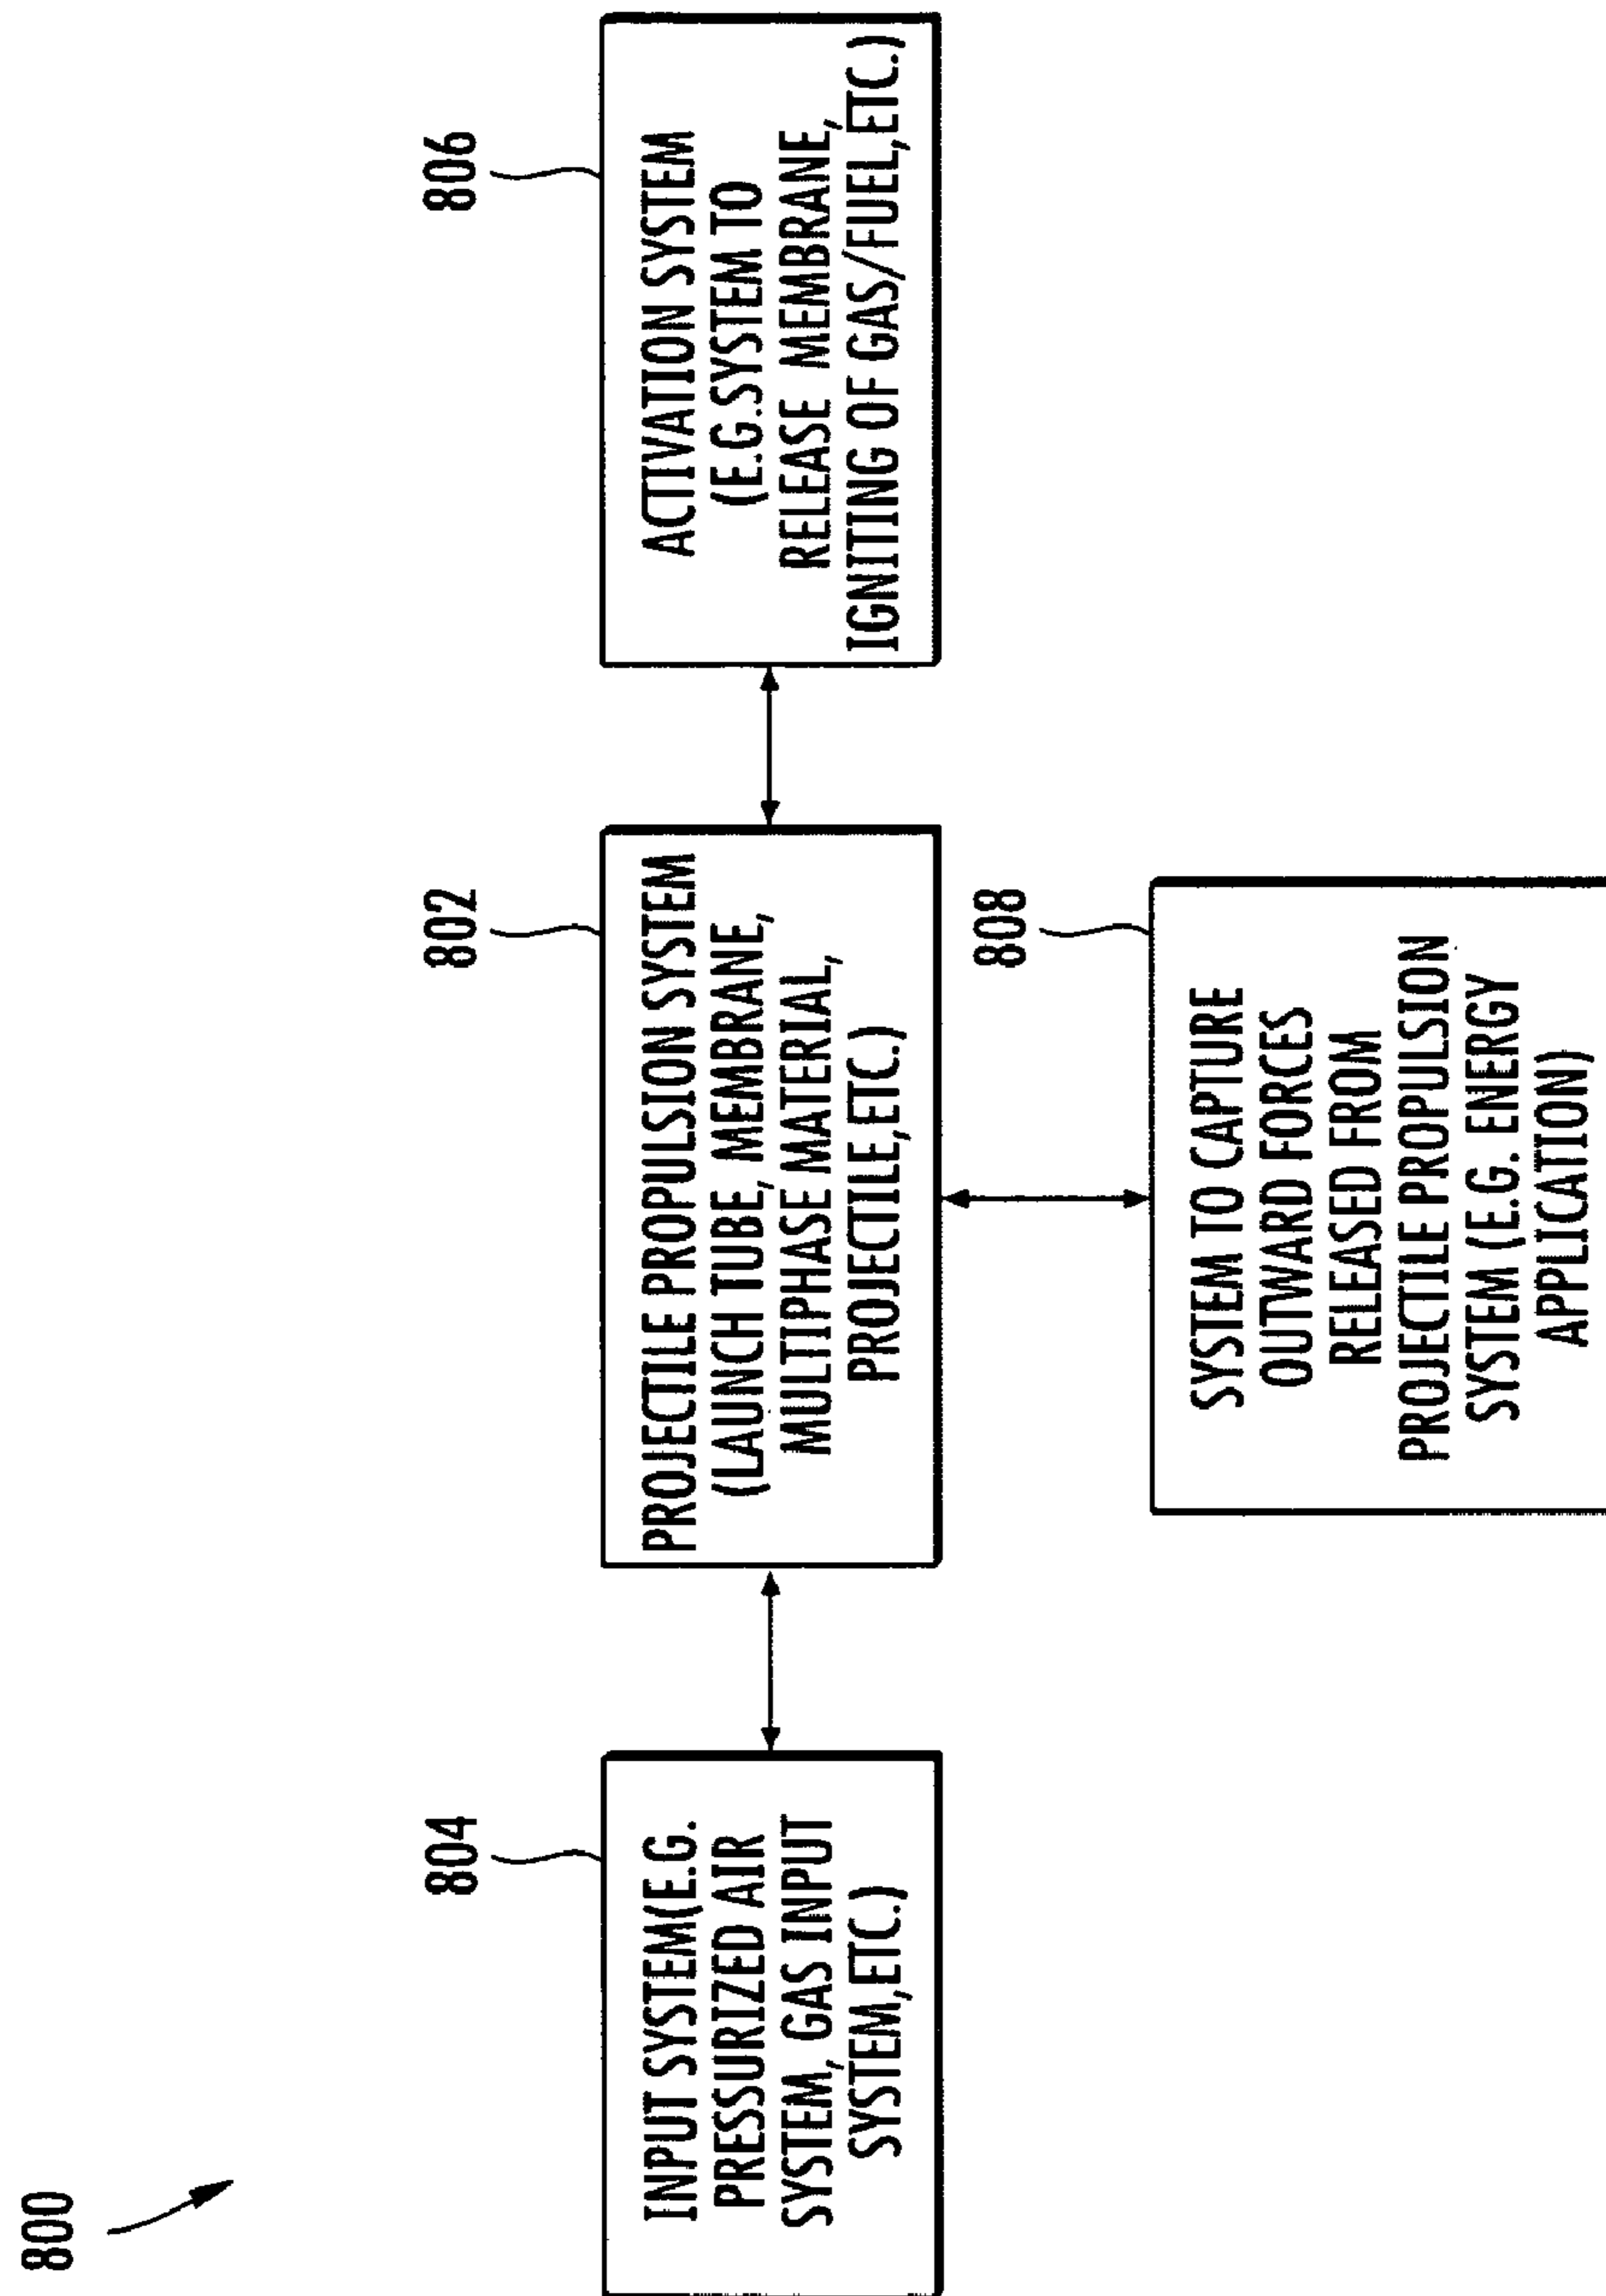 800
804
INPUT SYSTEM(E.G.
PRESSURIZED AIR
SYSTEM, GAS INPUT
SYSTEM,ETC.)
802
PROJECTILE PROPULSION SYSTEM
(LAUNCH TUBE, MEMBRANE,
MULTIPHASE MATERIAL,
PROJECTILE,ETC.)
806
ACTIVATION SYSTEM
(E.G.SYSTEM TO
RELEASE MEMBRANE,
IGNITING OF GAS/FUEL,ETC.)
808
SYSTEM TO CAPTURE
OUTWARD FORCES
RELEASED FROM
PROJECTILE PROPULSION
SYSTEM (E.G. ENERGY
APPLICATION)